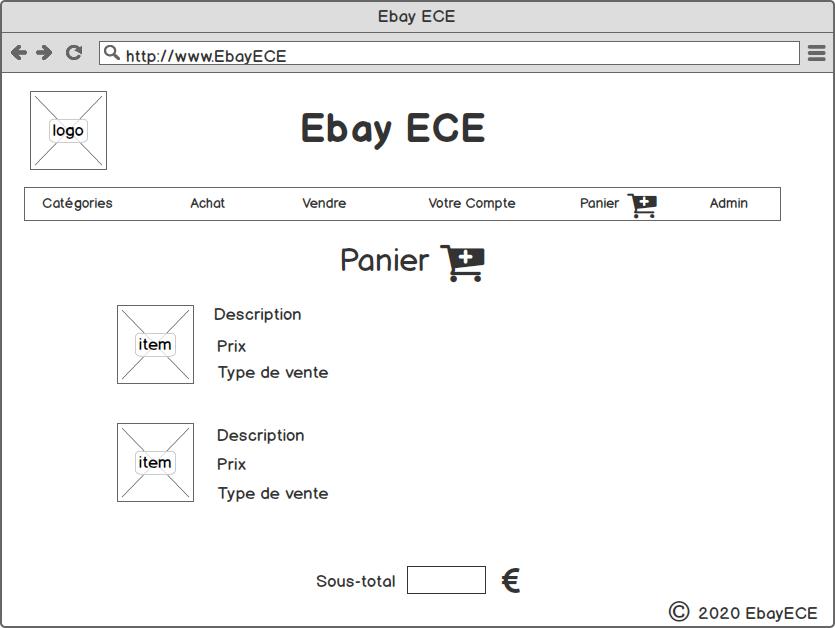 Ebay ECE
http://www.EbayECE
logo
Ebay ECE
Catégories Achat Vendre Votre Compte Panier Admin
Panier
item
Description
Prix
Type de vente
item
Description
Prix
Type de vente
Sous-total €
© 2020 EbayECE